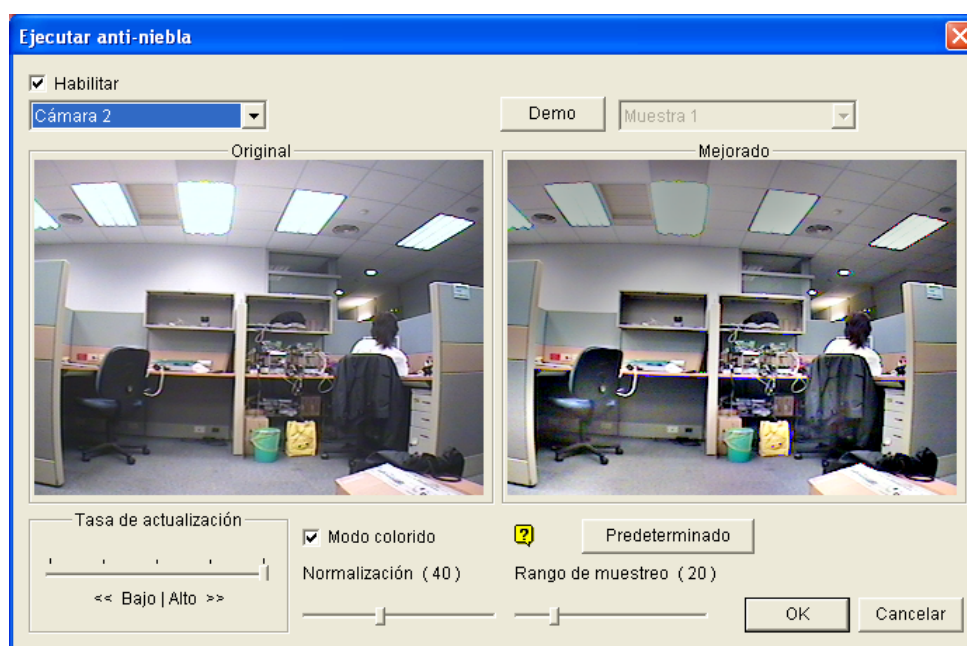 Ejecutar anti-niebla
Habilitar
Cámara 2
Demo
Muestra 1
Original
Mejorado
Tasa de actualización
<< Bajo | Alto >>
Modo colorido
?
Predeterminado
Normalización ( 40 )
Rango de muestreo ( 20 )
OK
Cancelar